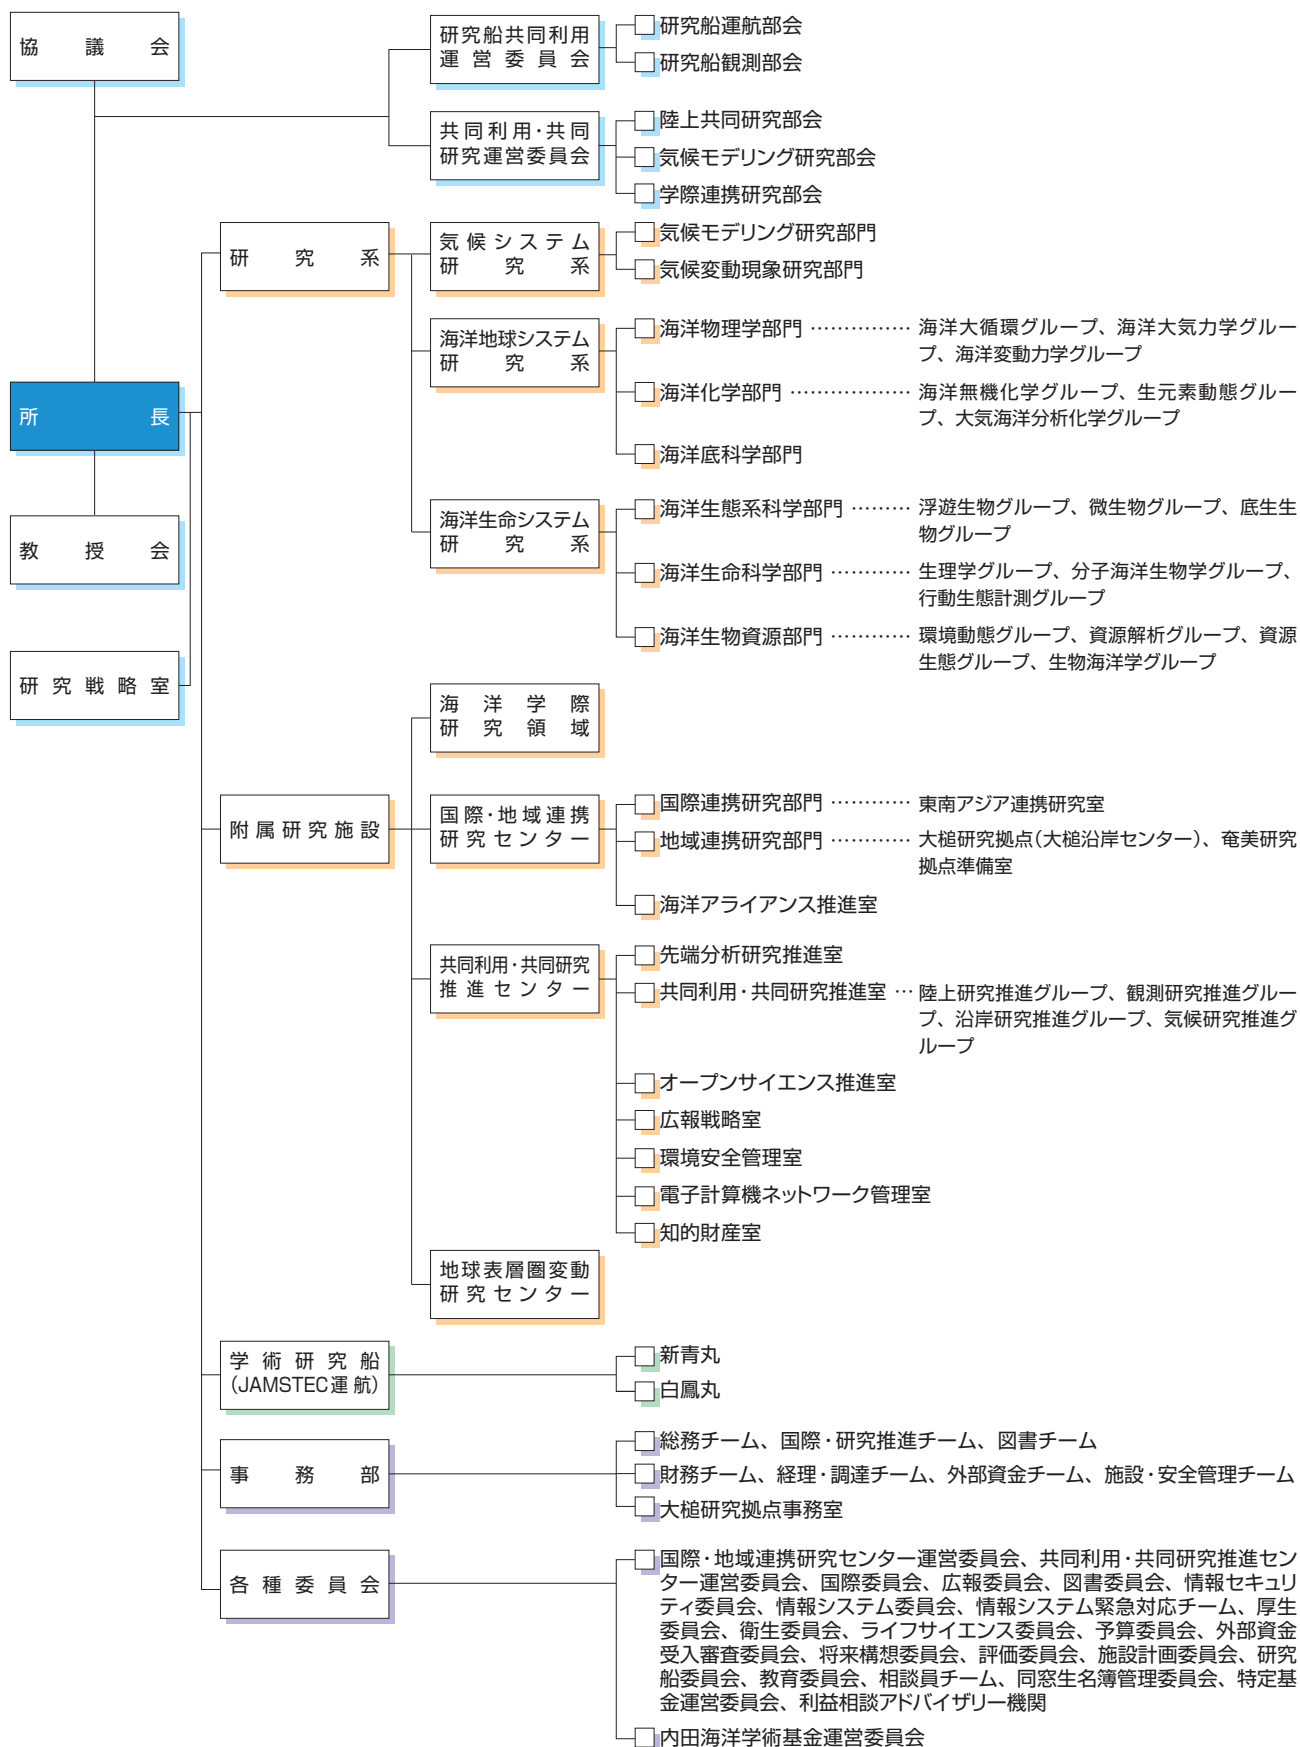 協議会
研究船共同利用
運営委員会
研究船運航部会
研究船観測部会
共同利用・共同
研究運営委員会
陸上共同研究部会
気候モデリング研究部会
学際連携研究部会
所長
教授会
研究戦略室
研究系
気候システム
研究系
気候モデリング研究部門
気候変動現象研究部門
海洋地球システム
研究系
海洋物理学部門 …………… 海洋大循環グループ、海洋大気力学グルー
プ、海洋変動力学グループ
海洋化学部門 ……………… 海洋無機化学グループ、生元素動態グルー
プ、大気海洋分析化学グループ
海洋底科学部門
海洋生命システム
研究系
海洋生態系科学部門 ……… 浮遊生物グループ、微生物グループ、底生生
物グループ
海洋生命科学部門 ………… 生理学グループ、分子海洋生物学グループ、
行動生態計測グループ
海洋生物資源部門 ………… 環境動態グループ、資源解析グループ、資源
生態グループ、生物海洋学グループ
附属研究施設
海洋学際
研究領域
国際・地域連携
研究センター
国際連携研究部門 ………… 東南アジア連携研究室
地域連携研究部門 ………… 大槌研究拠点(大槌沿岸センター)、奄美研究
拠点準備室
海洋アライアンス推進室
共同利用・共同研究
推進センター
先端分析研究推進室
共同利用・共同研究推進室 … 陸上研究推進グループ、観測研究推進グルー
プ、沿岸研究推進グループ、気候研究推進グ
ループ
オープンサイエンス推進室
広報戦略室
環境安全管理室
電子計算機ネットワーク管理室
知的財産室
地球表層圏変動
研究センター
学術研究船
(JAMSTEC運航)
新青丸
白鳳丸
事務部
総務チーム、国際・研究推進チーム、図書チーム
財務チーム、経理・調達チーム、外部資金チーム、施設・安全管理チーム
大槌研究拠点事務室
各種委員会
国際・地域連携研究センター運営委員会、共同利用・共同研究推進セン
ター運営委員会、国際委員会、広報委員会、図書委員会、情報セキュリ
ティ委員会、情報システム委員会、情報システム緊急対応チーム、厚生
委員会、衛生委員会、ライフサイエンス委員会、予算委員会、外部資金
受入審査委員会、将来構想委員会、評価委員会、施設計画委員会、研究
船委員会、教育委員会、相談員チーム、同窓生名簿管理委員会、特定基
金運営委員会、利益相談アドバイザリー機関
内田海洋学術基金運営委員会